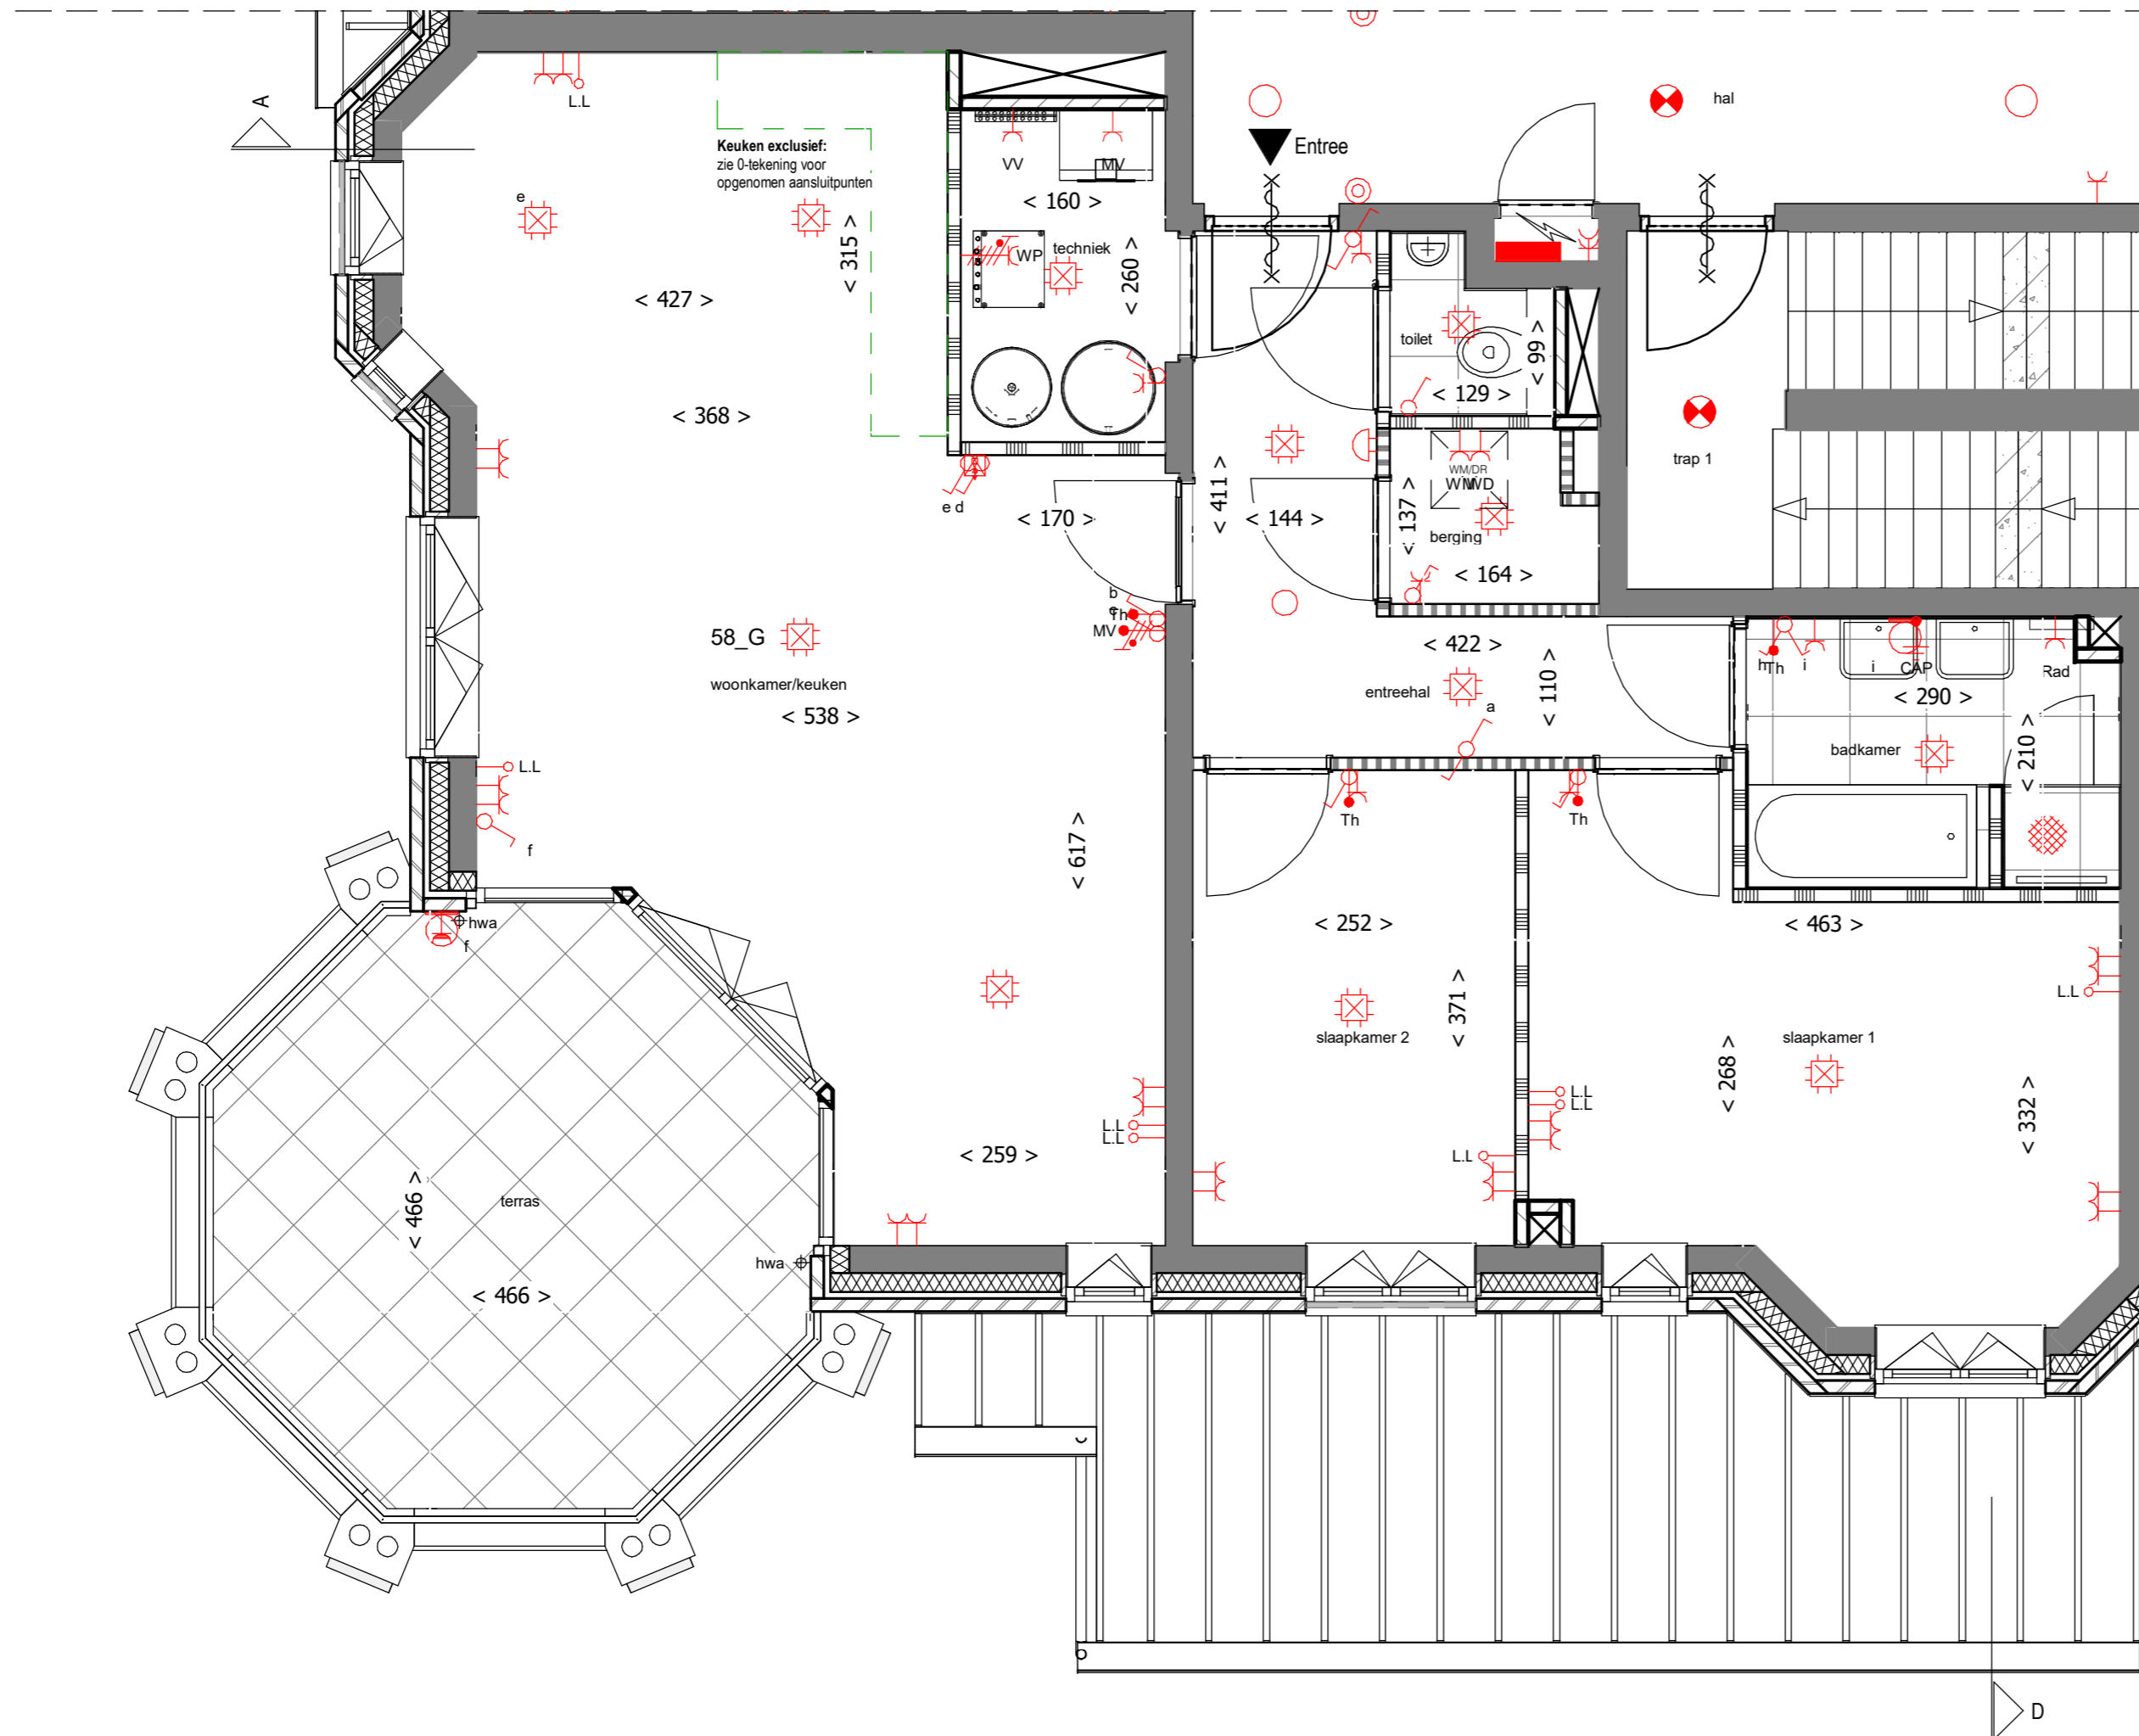 A
L.L
hal
Entree
Keuken exclusief:
zie 0-tekening voor
opgenomen aansluitpunten
VV
MV
< 160 >
e
< 315 >
WP
techniek
< 260 >
< 427 >
toilet
< 99 >
< 129 >
< 368 >
trap 1
WM/DR
WM
WD
e d
< 170 >
< 411 >
< 144 >
< 137 >
berging
< 164 >
b
Th
MV
58_G
woonkamer/keuken
< 538 >
< 422 >
entreehal
a
< 110 >
h
Th
i
i
CAP
Rad
< 290 >
badkamer
< 210 >
L.L
f
Th
Th
< 617 >
hwa
f
< 252 >
< 463 >
L.L
< 371 >
slaapkamer 2
slaapkamer 1
< 268 >
< 332 >
L.L
L.L
L.L
L.L
L.L
< 259 >
< 466 >
terras
hwa
< 466 >
D